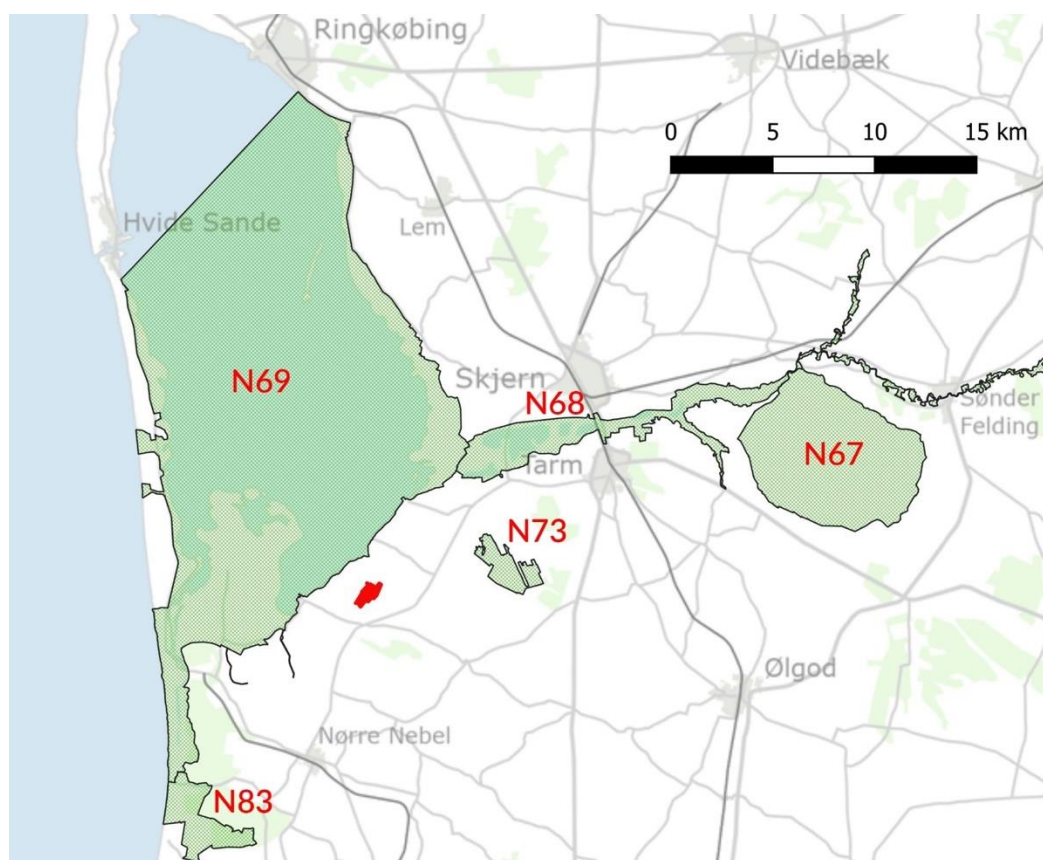 Ringkøbing
Videbæk
0 5 10 15 km
Hvide Sande
Lem
N69
Skjern
N68
Sønder
Felding
N67
Tarm
N73
Ølgod
Nørre Nebel
N83